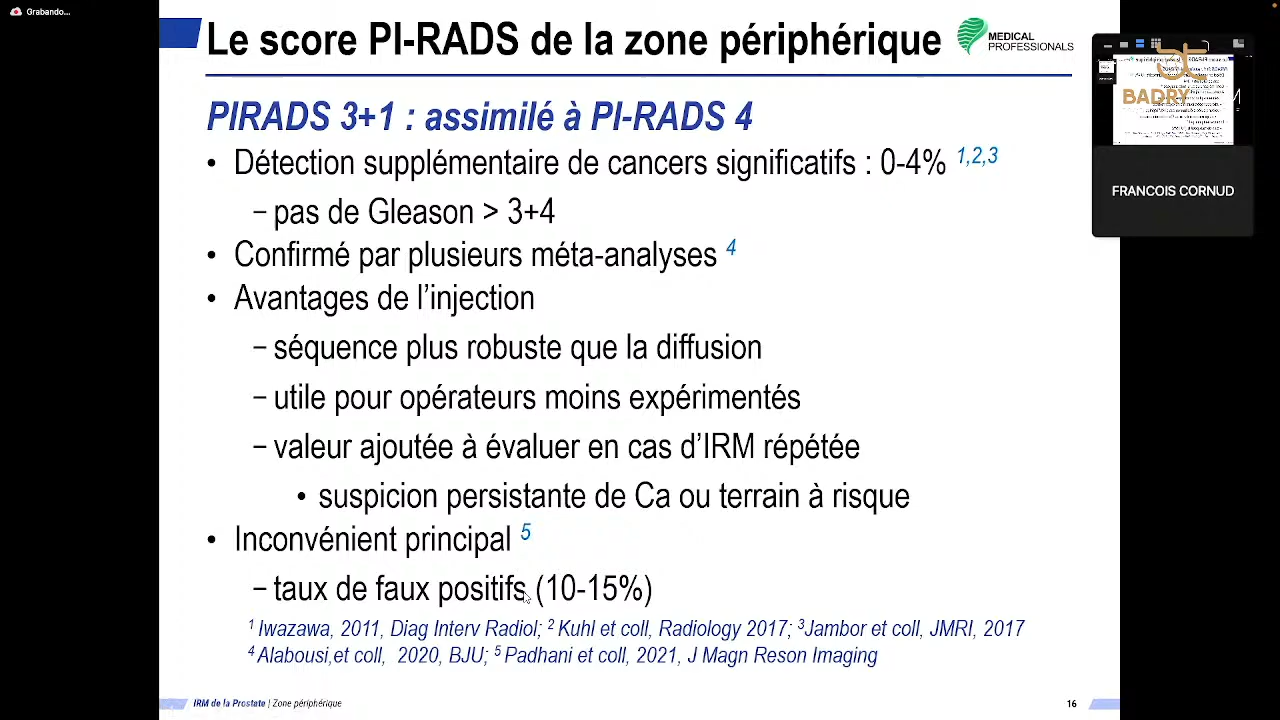 Grabando...
Le score PI-RADS de la zone périphérique
MEDICAL
PROFESSIONALS
PIRADS 3+1 : assimilé à PI-RADS 4
• Détection supplémentaire de cancers significatifs : 0-4% 1,2,3
– pas de Gleason > 3+4
• Confirmé par plusieurs méta-analyses 4
• Avantages de l’injection
– séquence plus robuste que la diffusion
– utile pour opérateurs moins expérimentés
– valeur ajoutée à évaluer en cas d’IRM répétée
• suspicion persistante de Ca ou terrain à risque
• Inconvénient principal 5
– taux de faux positifs (10-15%)
1 Iwazawa, 2011, Diag Interv Radiol; 2 Kuhl et coll, Radiology 2017; 3Jambor et coll, JMRI, 2017
4 Alabousi,et coll, 2020, BJU; 5 Padhani et coll, 2021, J Magn Reson Imaging
IRM de la Prostate | Zone périphérique
16
BADRY
FRANCOIS CORNUD